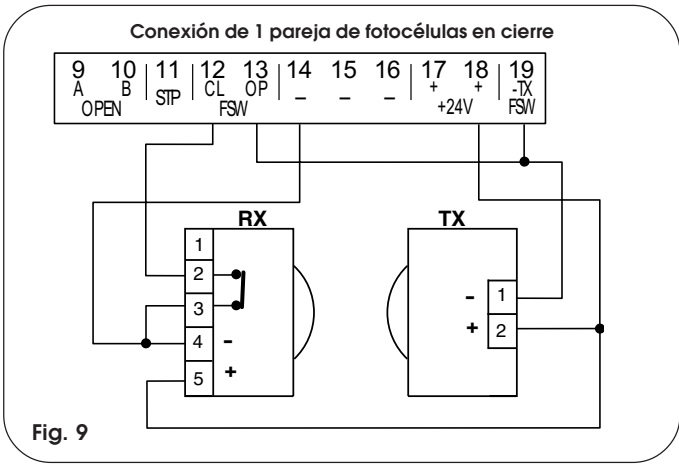 Conexión de 1 pareja de fotocélulas en cierre
9 10 11 12 13 14 15 16 17 18 19
A B STP CL OP – – – + + -TX
OPEN FSW +24V FSW
RX TX
1
2
3
4 -
5 +
- 1
+ 2
Fig. 9